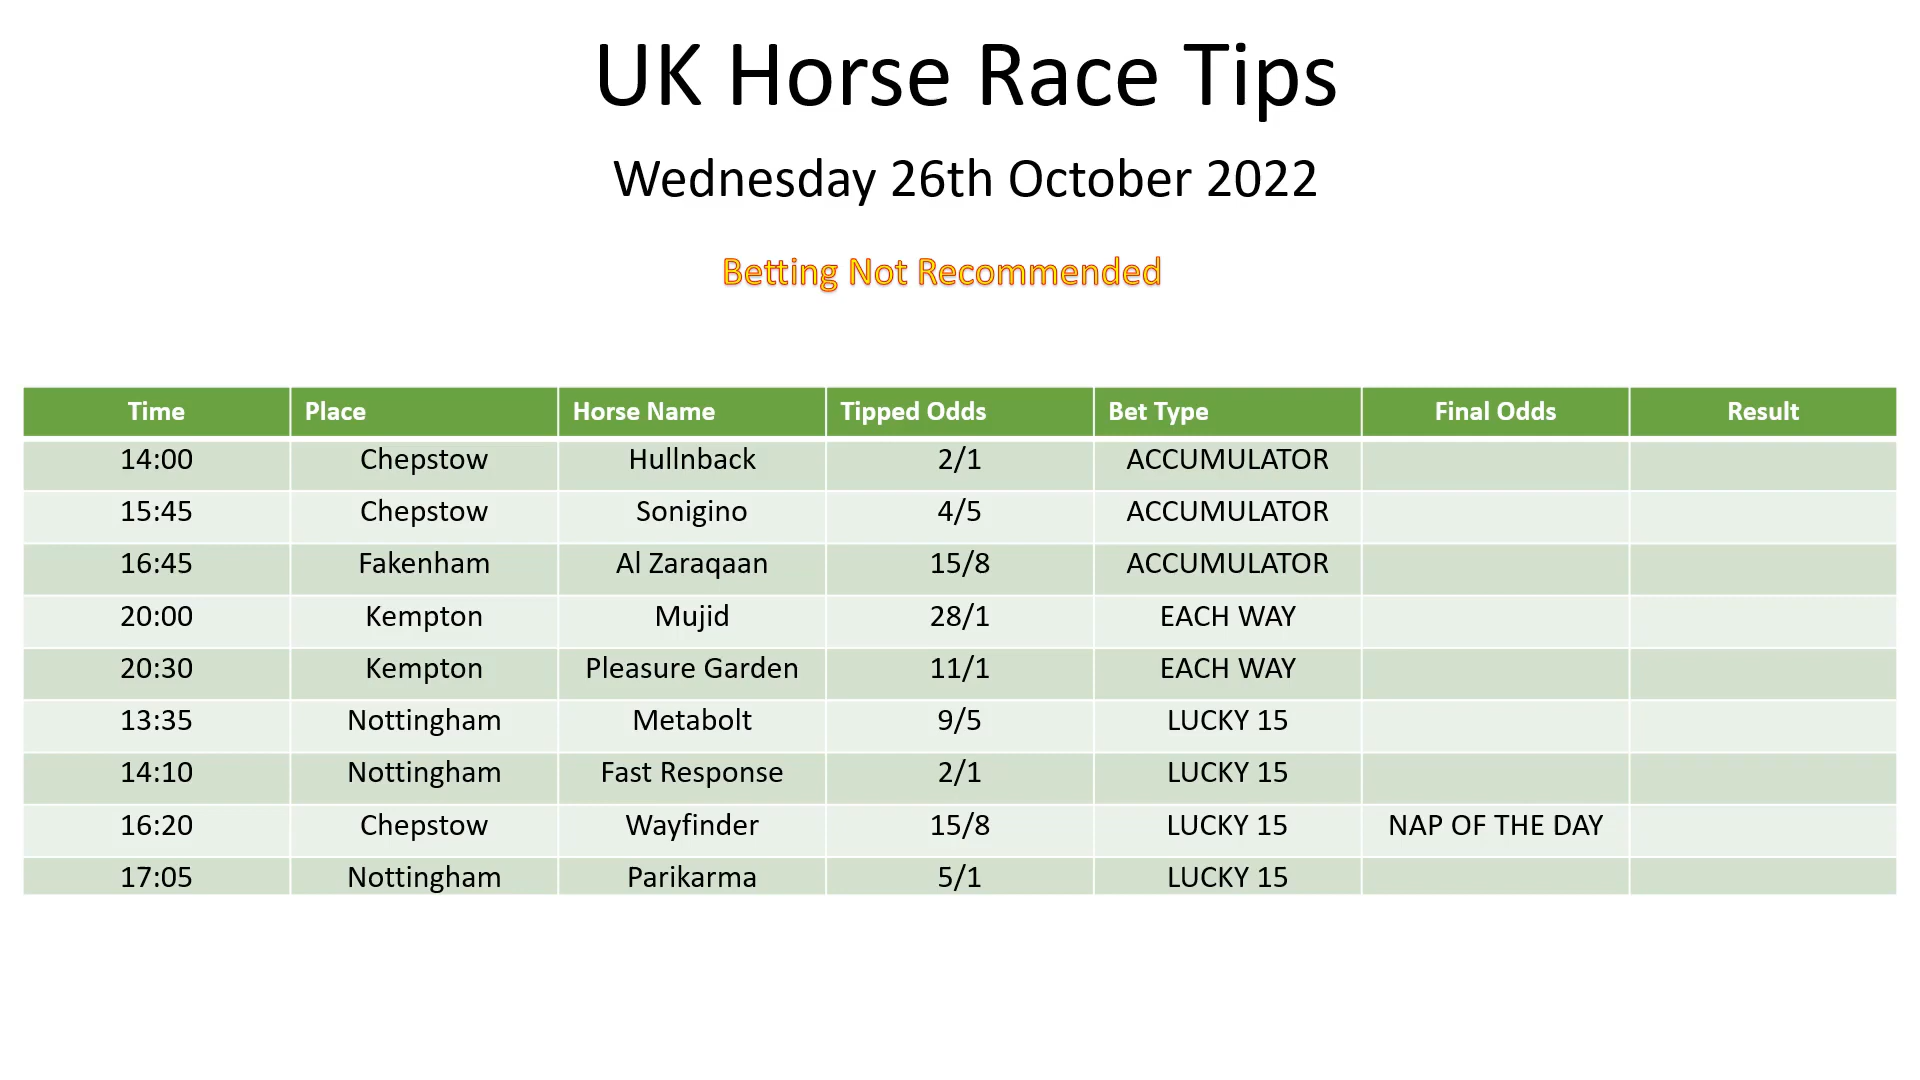 UK Horse Race Tips
Wednesday 26th October 2022
Betting Not Recommended
Time Place Horse Name Tipped Odds Bet Type Final Odds Result
14:00 Chepstow Hullnback 2/1 ACCUMULATOR
15:45 Chepstow Sonigino 4/5 ACCUMULATOR
16:45 Fakenham Al Zaraqaan 15/8 ACCUMULATOR
20:00 Kempton Mujid 28/1 EACH WAY
20:30 Kempton Pleasure Garden 11/1 EACH WAY
13:35 Nottingham Metabolt 9/5 LUCKY 15
14:10 Nottingham Fast Response 2/1 LUCKY 15
16:20 Chepstow Wayfinder 15/8 LUCKY 15 NAP OF THE DAY
17:05 Nottingham Parikarma 5/1 LUCKY 15